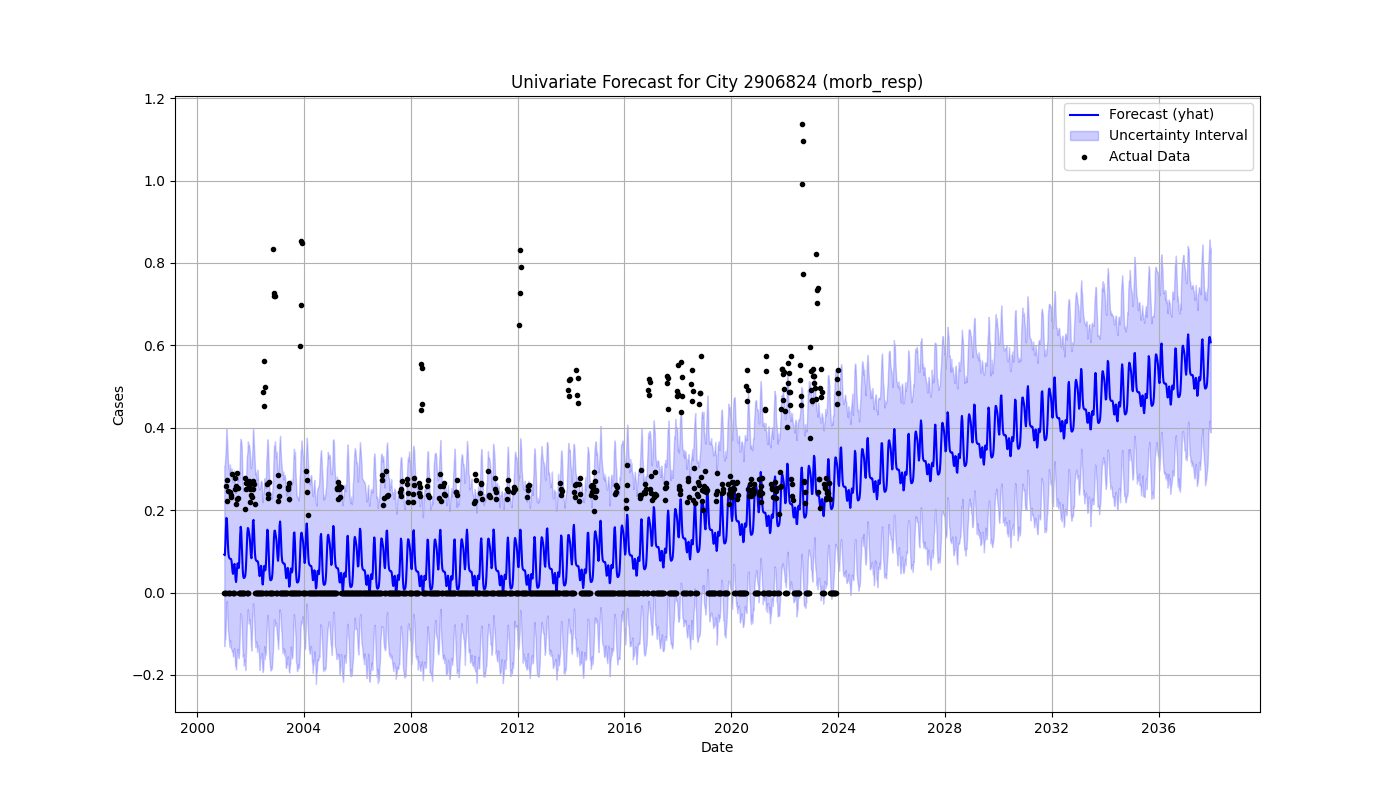 Univariate Forecast for City 2906824 (morb_resp)
Forecast (yhat)
Uncertainty Interval
Actual Data
Cases
1.2
1.0
0.8
0.6
0.4
0.2
0.0
−0.2
2000 2004 2008 2012 2016 2020 2024 2028 2032 2036
Date